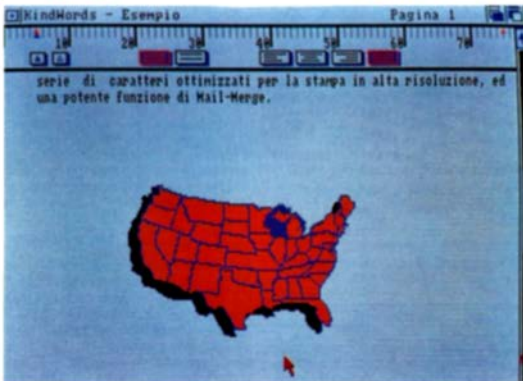 KindWords - Esempio Pagina 1
10 20 30 40 50 60 70
serie di caratteri ottimizzati per la stampa in alta risoluzione, ed
una potente funzione di Mail-Merge.